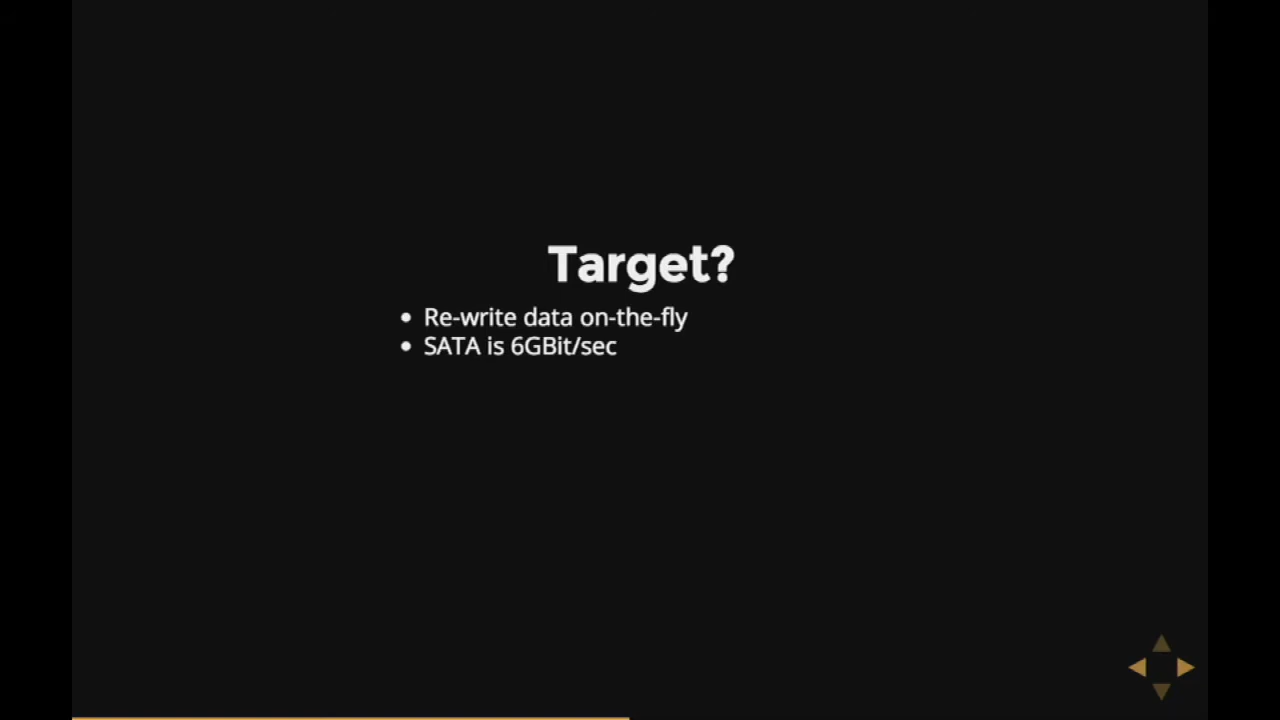 Target?
Re-write data on-the-fly
SATA is 6GBit/sec